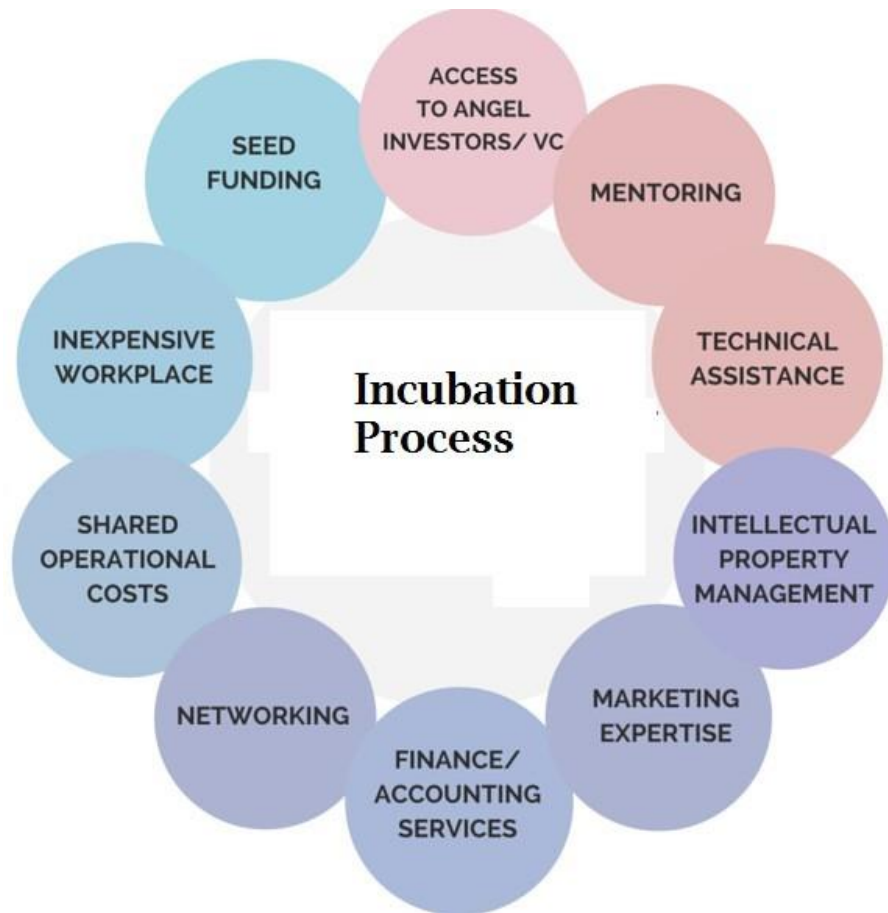 ACCESS
TO ANGEL
INVESTORS/ VC
MENTORING
TECHNICAL
ASSISTANCE
INTELLECTUAL
PROPERTY
MANAGEMENT
MARKETING
EXPERTISE
FINANCE/
ACCOUNTING
SERVICES
NETWORKING
SHARED
OPERATIONAL
COSTS
INEXPENSIVE
WORKPLACE
SEED
FUNDING
Incubation
Process